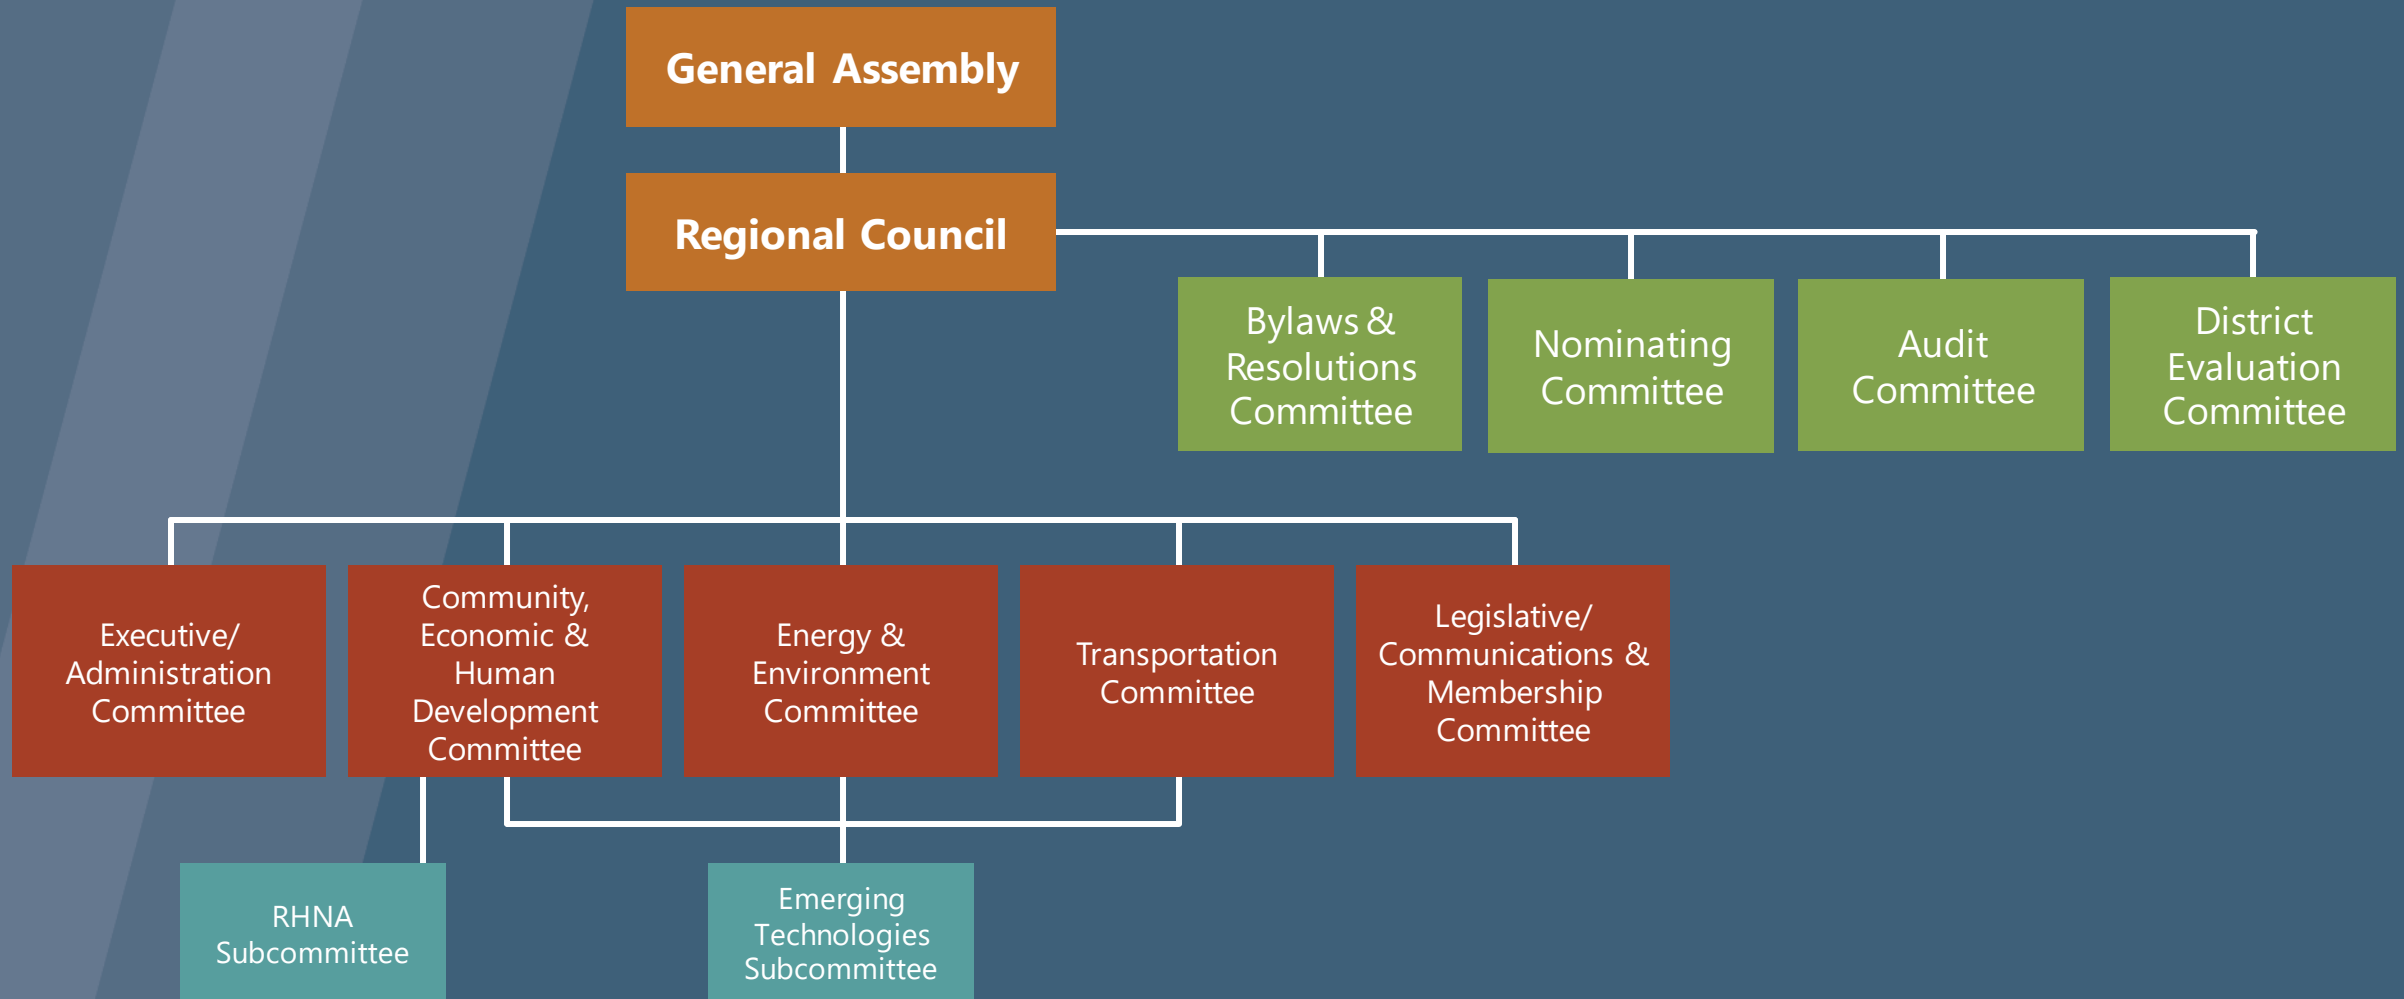 General Assembly
Regional Council
Bylaws &
Resolutions
Committee
Nominating
Committee
Audit
Committee
District
Evaluation
Committee
Executive/
Administration
Committee
Community,
Economic &
Human
Development
Committee
Energy &
Environment
Committee
Transportation
Committee
Legislative/
Communications &
Membership
Committee
RHNA
Subcommittee
Emerging
Technologies
Subcommittee